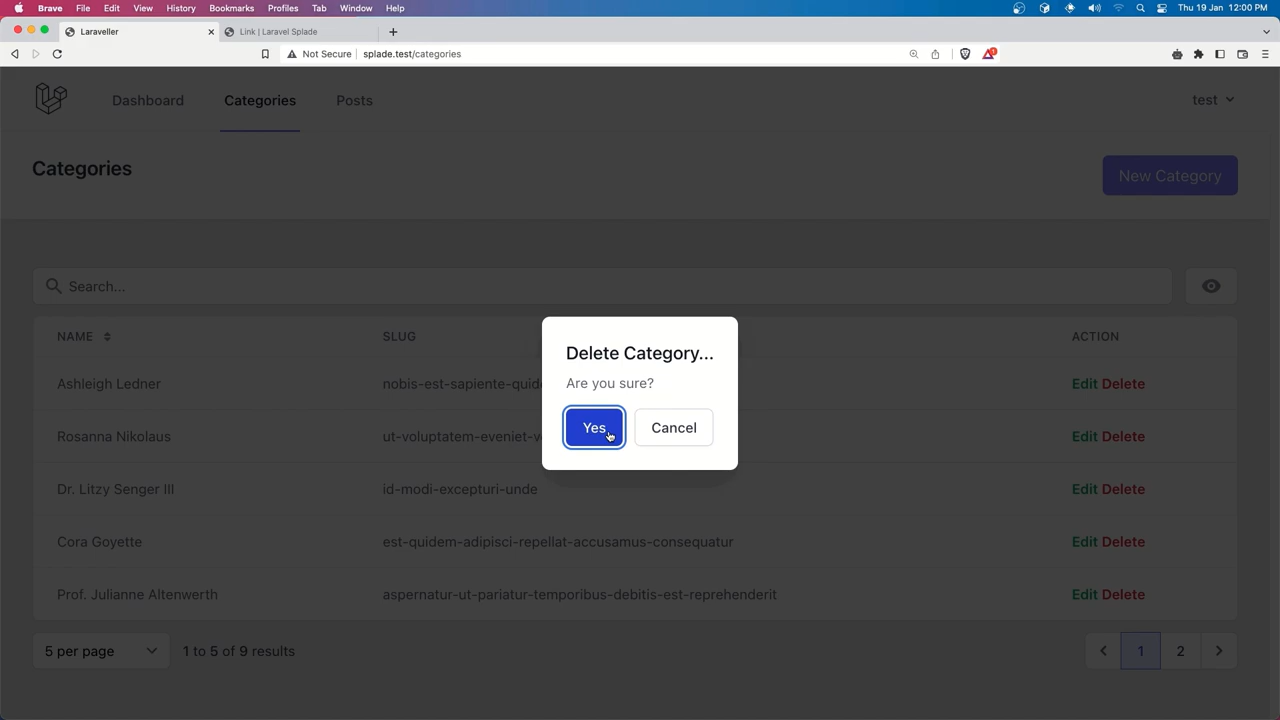 Brave File Edit View History Bookmarks Profiles Tab Window Help Thu 19 Jan 12:00 PM
Laraveller Link | Laravel Splade
Not Secure splade.test/categories
Dashboard Categories Posts test
Categories
New Category
Search...
NAME SLUG ACTION
Ashleigh Ledner nobis-est-sapiente-quid Edit Delete
Rosanna Nikolaus ut-voluptatem-eveniet-v Edit Delete
Dr. Litzy Senger III id-modi-excepturi-unde Edit Delete
Cora Goyette est-quidem-adipisci-repellat-accusamus-consequatur Edit Delete
Prof. Julianne Altenwerth aspernatur-ut-pariatur-temporibus-debitis-est-reprehenderit Edit Delete
Delete Category...
Are you sure?
Yes Cancel
5 per page 1 to 5 of 9 results 1 2